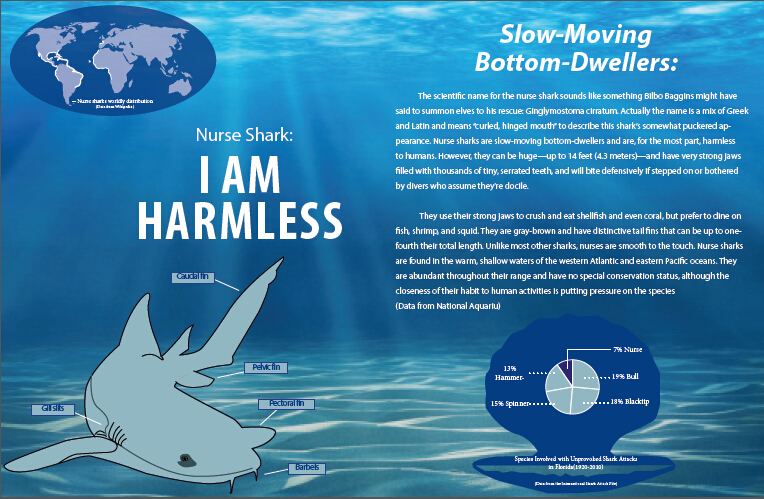 Nurse sharks worldly distribution
(Data from Wikipedia)
Nurse Shark:
I AM
HARMLESS
Slow-Moving
Bottom-Dwellers:
The scientific name for the nurse shark sounds like something Bilbo Baggins might have
said to summon elves to his rescue: Ginglymostoma cirratum. Actually the name is a mix of Greek
and Latin and means "curled, hinged mouth" to describe this shark's somewhat puckered ap-
pearance. Nurse sharks are slow-moving bottom-dwellers and are, for the most part, harmless
to humans. However, they can be huge—up to 14 feet (4.3 meters)—and have very strong jaws
filled with thousands of tiny, serrated teeth, and will bite defensively if stepped on or bothered
by divers who assume they're docile.
They use their strong jaws to crush and eat shellfish and even coral, but prefer to dine on
fish, shrimp, and squid. They are gray-brown and have distinctive tail fins that can be up to one-
fourth their total length. Unlike most other sharks, nurses are smooth to the touch. Nurse sharks
are found in the warm, shallow waters of the western Atlantic and eastern Pacific oceans. They
are abundant throughout their range and have no special conservation status, although the
closeness of their habit to human activities is putting pressure on the species
(Data from National Aquariu)
Caudal fin
Pelvic fin
Pectoral fin
Gill slits
Barbels
7% Nurse
13%
Hammer-
19% Bull
15% Spinner
18% Blacktip
Species Involved with Unprovobed Shark Attacks
in Florida(1920-2010)
(Data from the International Shark Attack File)